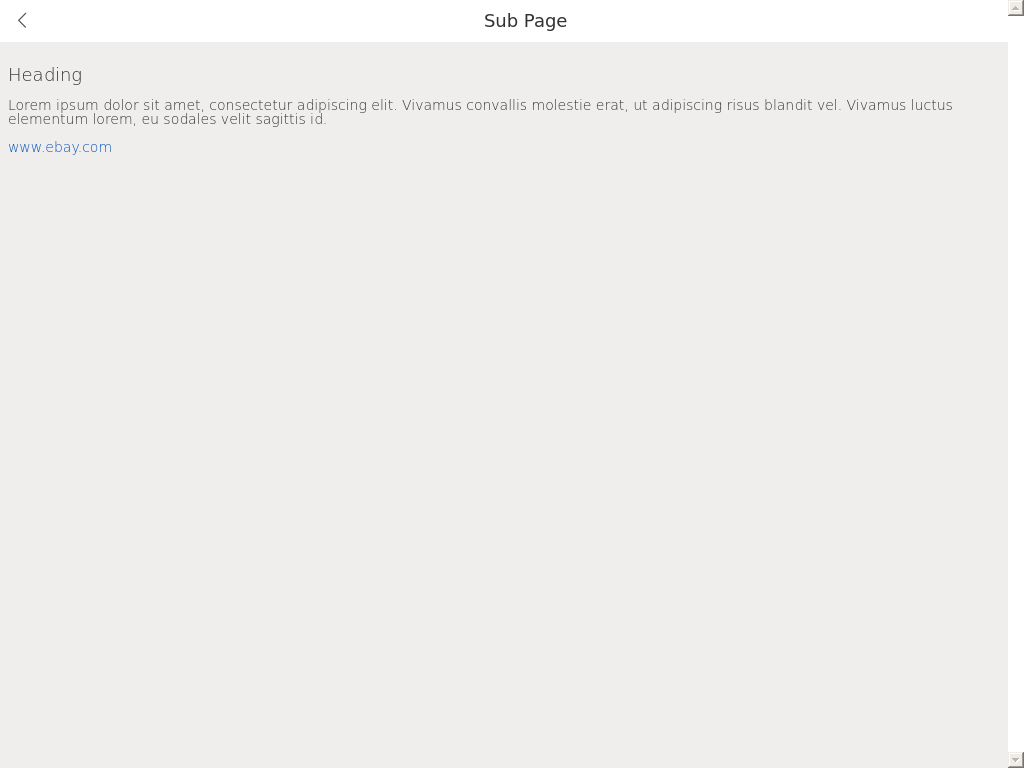 Sub Page
Heading
Lorem ipsum dolor sit amet, consectetur adipiscing elit. Vivamus convallis molestie erat, ut adipiscing risus blandit vel. Vivamus luctus
elementum lorem, eu sodales velit sagittis id.
www.ebay.com